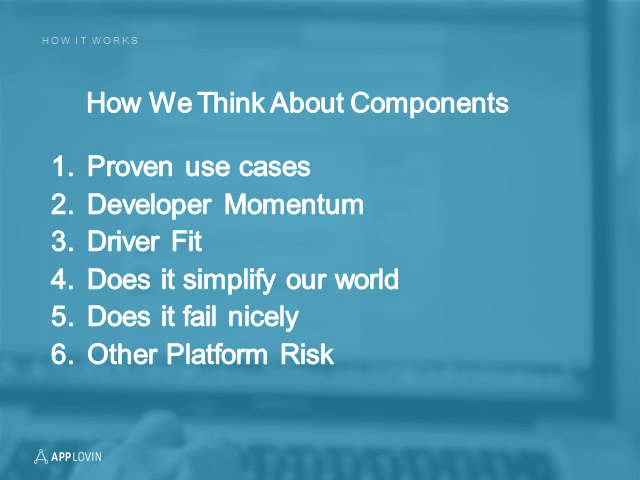 HOW IT WORKS
How We Think About Components
1. Proven use cases
2. Developer Momentum
3. Driver Fit
4. Does it simplify our world
5. Does it fail nicely
6. Other Platform Risk
APPLOVIN